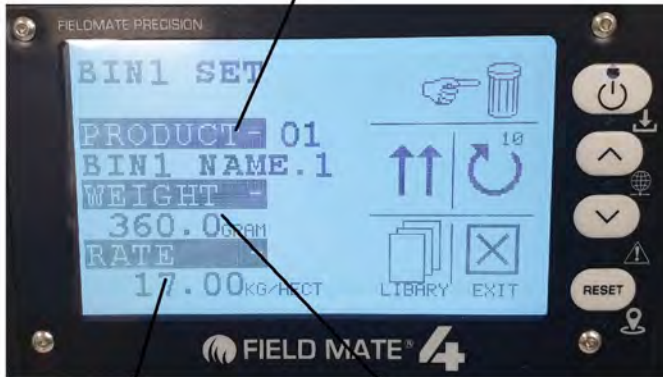 FIELDMATE PRECISION
BIN1 SET
PRODUCT- 01
BIN1 NAME.1
WEIGHT -
360.0GRAM
RATE -
17.00KG/HECT
10
LIBRARY
EXIT
RESET
FIELD MATE® 4